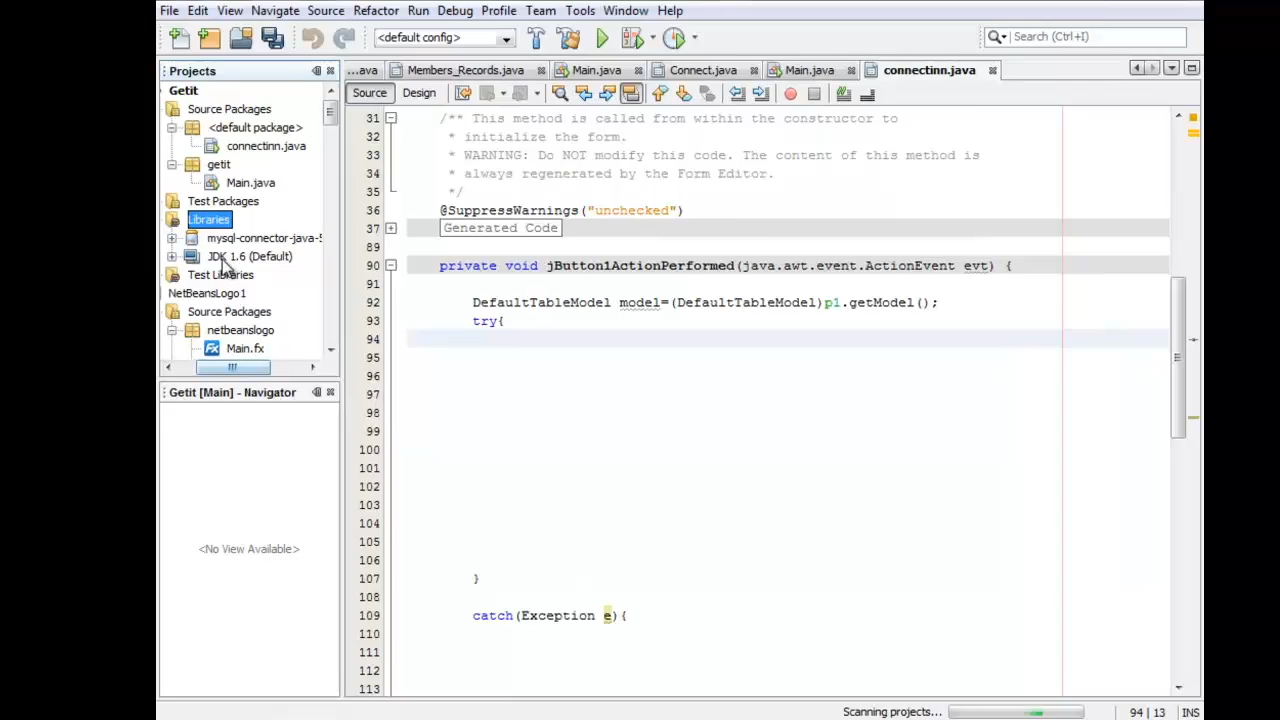 File Edit View Navigate Source Refactor Run Debug Profile Team Tools Window Help
<default config>
Search (Ctrl+I)
Projects
Getit
Source Packages
<default package>
connectinn.java
getit
Main.java
Test Packages
Libraries
mysql-connector-java-5
JDK 1.6 (Default)
Test Libraries
NetBeansLogo1
Source Packages
netbeanslogo
Main.fx
Getit [Main] - Navigator
<No View Available>
...ava Members_Records.java Main.java Connect.java Main.java connectinn.java
Source Design
31 /** This method is called from within the constructor to
32 * initialize the form.
33 * WARNING: Do NOT modify this code. The content of this method is
34 * always regenerated by the Form Editor.
35 */
36 @SuppressWarnings("unchecked")
37 Generated Code
89
90 private void jButton1ActionPerformed(java.awt.event.ActionEvent evt) {
91
92 DefaultTableModel model=(DefaultTableModel)p1.getModel();
93 try{
94
95
96
97
98
99
100
101
102
103
104
105
106
107 }
108
109 catch(Exception e){
110
111
112
113
Scanning projects... 94 | 13 INS